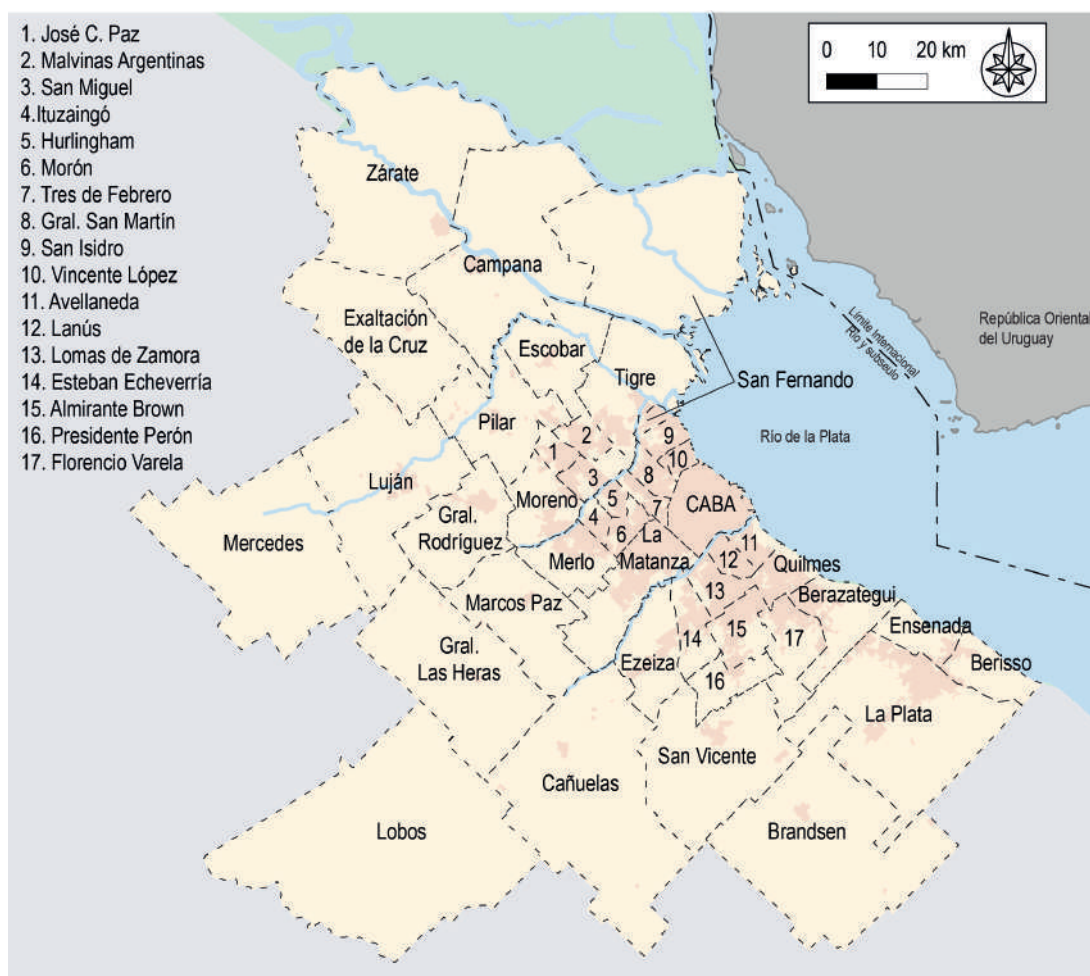 1. José C. Paz
2. Malvinas Argentinas
3. San Miguel
4.Ituzaingó
5. Hurlingham
6. Morón
7. Tres de Febrero
8. Gral. San Martín
9. San Isidro
10. Vincente López
11. Avellaneda
12. Lanús
13. Lomas de Zamora
14. Esteban Echeverría
15. Almirante Brown
16. Presidente Perón
17. Florencio Varela
0 10 20 km
Zárate
Campana
Exaltación
de la Cruz
Escobar
Tigre
San Fernando
Límite Internacional
Río y subsuelo
República Oriental
del Uruguay
Río de la Plata
Pilar
2
9
1
10
3
8
Luján
Moreno
5
7
CABA
Gral.
Rodríguez
4
6
La
Matanza
Mercedes
Merlo
11
12
Quilmes
13
Berazategui
Marcos Paz
Ensenada
14
15
17
Berisso
Gral.
Las Heras
Ezeiza
16
La Plata
San Vicente
Cañuelas
Lobos
Brandsen